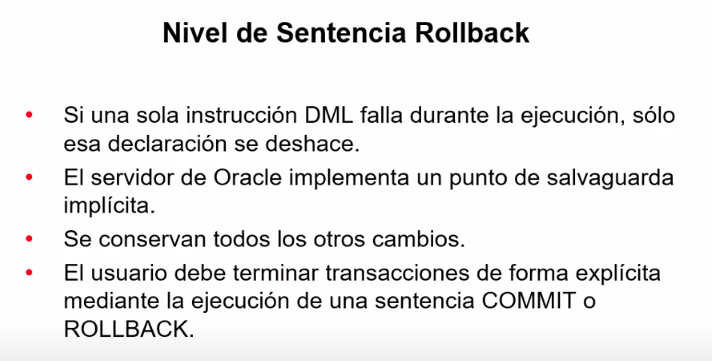 Nivel de Sentencia Rollback
• Si una sola instrucción DML falla durante la ejecución, sólo
esa declaración se deshace.
• El servidor de Oracle implementa un punto de salvaguarda
implícita.
• Se conservan todos los otros cambios.
• El usuario debe terminar transacciones de forma explícita
mediante la ejecución de una sentencia COMMIT o
ROLLBACK.